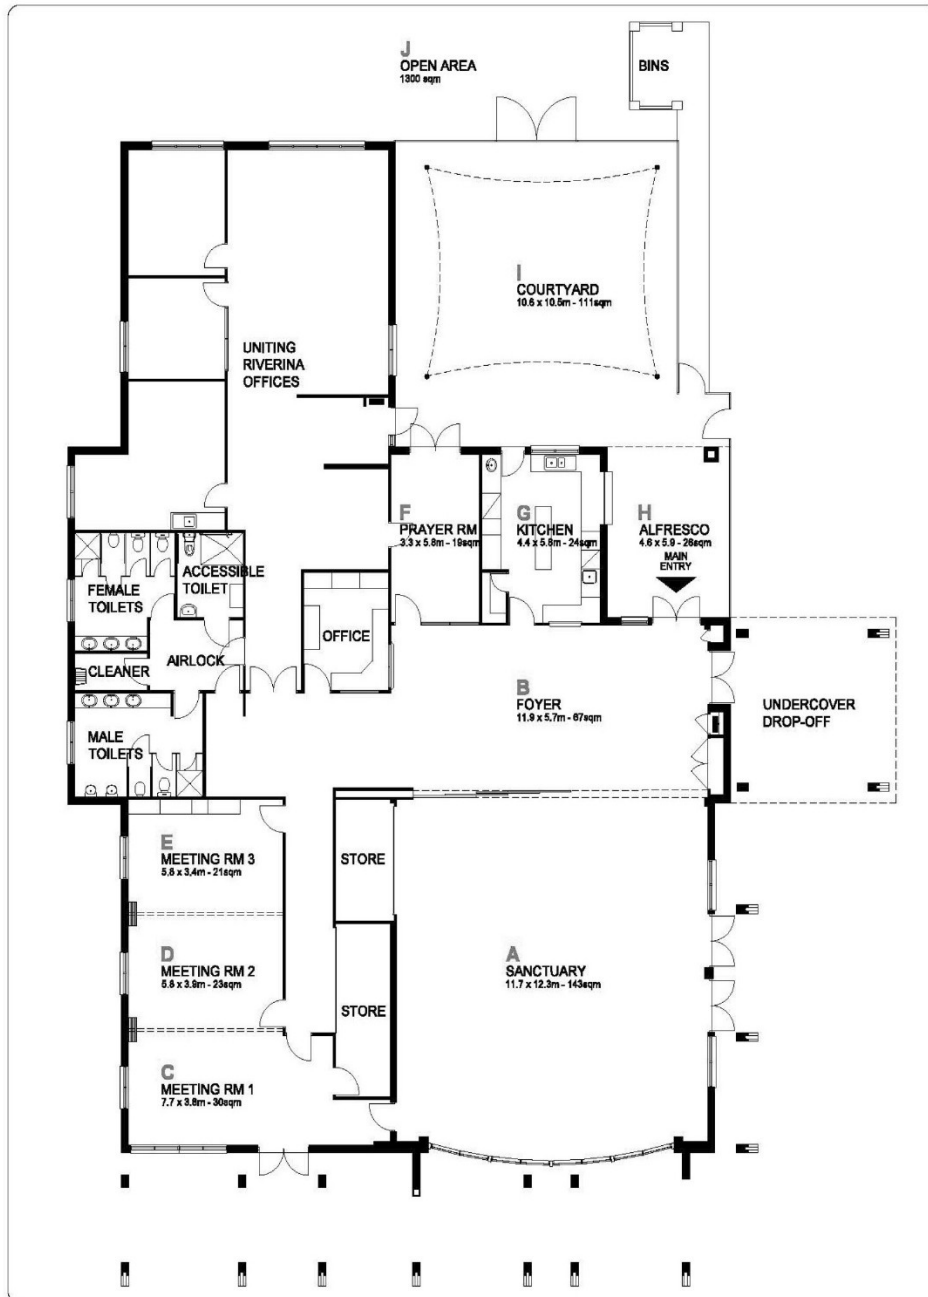 J
OPEN AREA
1300 sqm
BINS
I
COURTYARD
10.6 x 10.5m - 111sqm
UNITING
RIVERINA
OFFICES
F
PRAYER RM
3.3 x 5.8m - 19sqm
G
KITCHEN
4.4 x 5.8m - 24sqm
H
ALFRESCO
4.6 x 5.9 - 26sqm
MAIN
ENTRY
ACCESSIBLE
TOILET
FEMALE
TOILETS
OFFICE
AIRLOCK
CLEANER
B
FOYER
11.9 x 5.7m - 67sqm
UNDERCOVER
DROP-OFF
MALE
TOILETS
E
MEETING RM 3
5.8 x 3.4m - 21sqm
STORE
D
MEETING RM 2
5.8 x 3.9m - 23sqm
A
SANCTUARY
11.7 x 12.3m - 143sqm
STORE
C
MEETING RM 1
7.7 x 3.8m - 30sqm